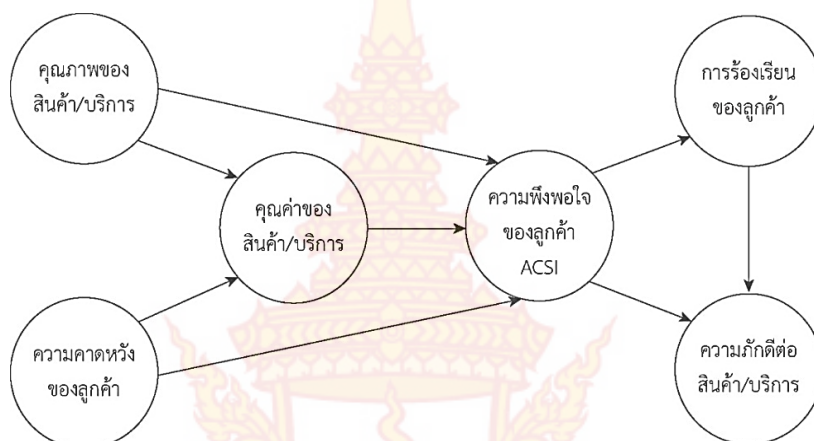 คุณภาพของ
สินค้า/บริการ
การร้องเรียน
ของลูกค้า
คุณค่าของ
สินค้า/บริการ
ความพึงพอใจ
ของลูกค้า
ACSI
ความคาดหวัง
ของลูกค้า
ความภักดีต่อ
สินค้า/บริการ